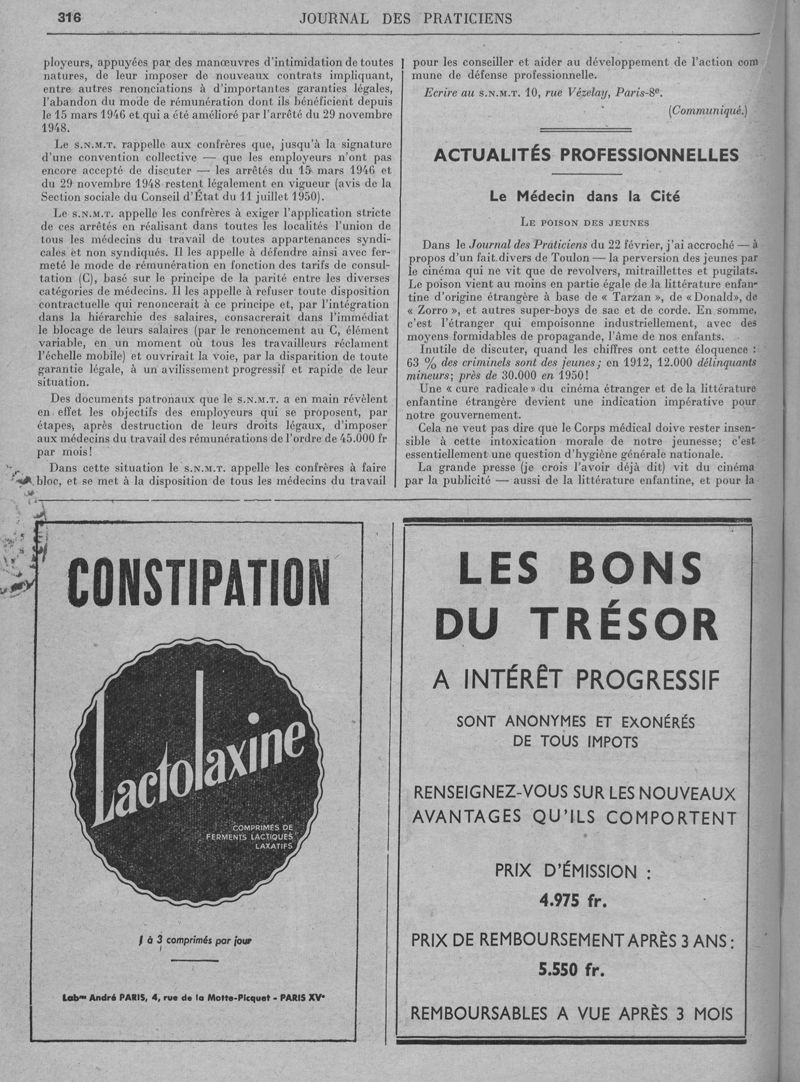 316
JOURNAL DES PRATICIENS
ployeurs, appuyées par des manœuvres d'intimidation de toutes
natures, de leur imposer de nouveaux contrats impliquant,
entre autres renonciations à d'importantes garanties légales,
l'abandon du mode de rémunération dont ils bénéficient depuis
le 15 mars 1946 et qui a été amélioré par l'arrêté du 29 novembre
1948.
Le S.N.M.T. rappelle aux confrères que, jusqu'à la signature
d'une convention collective — que les employeurs n'ont pas
encore accepté de discuter — les arrêtés du 15 mars 1946 et
du 29 novembre 1948 restent légalement en vigueur (avis de la
Section sociale du Conseil d'État du 11 juillet 1950).
Le S.N.M.T. appelle les confrères à exiger l'application stricte
de ces arrêtés en réalisant dans toutes les localités l'union de
tous les médecins du travail de toutes appartenances syndi-
cales et non syndiqués. Il les appelle à défendre ainsi avec fer-
meté le mode de rémunération en fonction des tarifs de consul-
tation (C), basé sur le principe de la parité entre les diverses
catégories de médecins. Il les appelle à refuser toute disposition
contractuelle qui renoncerait à ce principe et, par l'intégration
dans la hiérarchie des salaires, consacrerait dans l'immédiat
le blocage de leurs salaires (par le renoncement au C, élément
variable, en un moment où tous les travailleurs réclament
l'échelle mobile) et ouvrirait la voie, par la disparition de toute
garantie légale, à un avilissement progressif et rapide de leur
situation.
Des documents patronaux que le S.N.M.T. a en main révèlent
en effet les objectifs des employeurs qui se proposent, par
étapes, après destruction de leurs droits légaux, d'imposer
aux médecins du travail des rémunérations de l'ordre de 45.000 fr
par mois!
Dans cette situation le S.N.M.T. appelle les confrères à faire
bloc, et se met à la disposition de tous les médecins du travail
pour les conseiller et aider au développement de l'action com
mune de défense professionnelle.
Ecrire au S.N.M.T. 10, rue Vézelay, Paris-8e.
(Communiqué.)
ACTUALITÉS PROFESSIONNELLES
Le Médecin dans la Cité
LE POISON DES JEUNES
Dans le Journal des Praticiens du 22 février, j'ai accroché — à
propos d'un fait divers de Toulon — la perversion des jeunes par
le cinéma qui ne vit que de revolvers, mitraillettes et pugilats.
Le poison vient au moins en partie égale de la littérature enfan-
tine d'origine étrangère à base de « Tarzan », de «Donald», de
« Zorro », et autres super-boys de sac et de corde. En somme,
c'est l'étranger qui empoisonne industriellement, avec des
moyens formidables de propagande, l'âme de nos enfants.
Inutile de discuter, quand les chiffres ont cette éloquence :
63 % des criminels sont des jeunes; en 1912, 12.000 délinquants
mineurs; près de 30.000 en 1950!
Une « cure radicale » du cinéma étranger et de la littérature
enfantine étrangère devient une indication impérative pour
notre gouvernement.
Cela ne veut pas dire que le Corps médical doive rester insen-
sible à cette intoxication morale de notre jeunesse; c'est
essentiellement une question d'hygiène générale nationale.
La grande presse (je crois l'avoir déjà dit) vit du cinéma
par la publicité — aussi de la littérature enfantine, et pour la
CONSTIPATION
Lactolaxine
COMPRIMÉS DE
FERMENTS LACTIQUES
LAXATIFS
1 à 3 comprimés par jour
Labres André PARIS, 4, rue de la Motte-Picquet - PARIS XVe
LES BONS
DU TRÉSOR
A INTÉRÊT PROGRESSIF
SONT ANONYMES ET EXONÉRÉS
DE TOUS IMPOTS
RENSEIGNEZ-VOUS SUR LES NOUVEAUX
AVANTAGES QU'ILS COMPORTENT
PRIX D'ÉMISSION :
4.975 fr.
PRIX DE REMBOURSEMENT APRÈS 3 ANS :
5.550 fr.
REMBOURSABLES A VUE APRÈS 3 MOIS